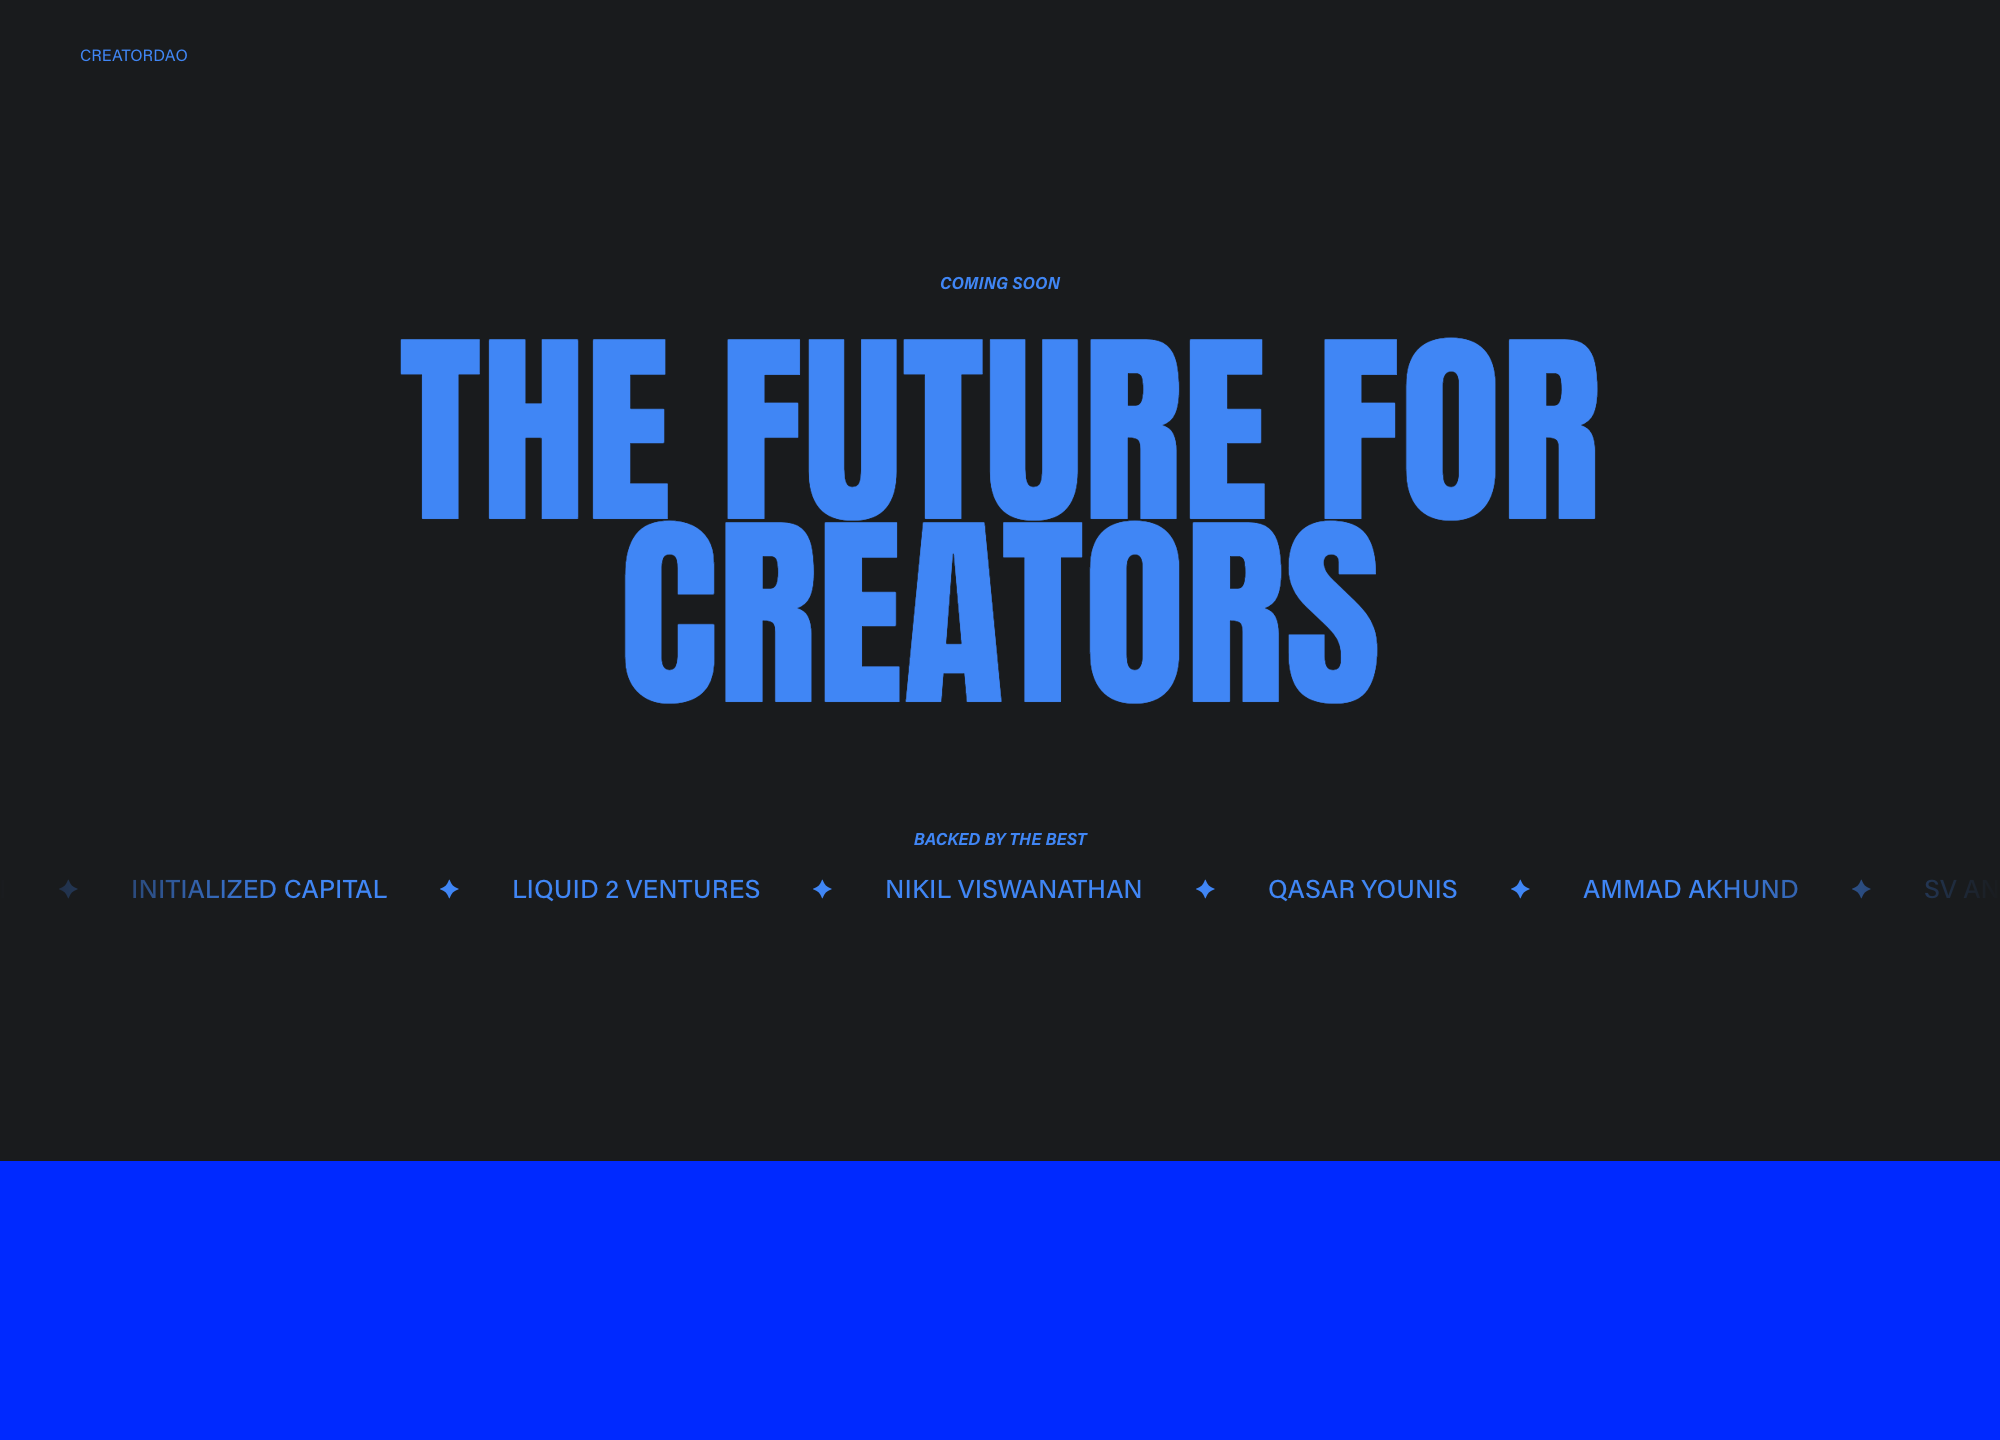 CREATORDAO
COMING SOON
THE FUTURE FOR
CREATORS
BACKED BY THE BEST
INITIALIZED CAPITAL ✦ LIQUID 2 VENTURES ✦ NIKIL VISWANATHAN ✦ QASAR YOUNIS ✦ AMMAD AKHUND ✦ SV